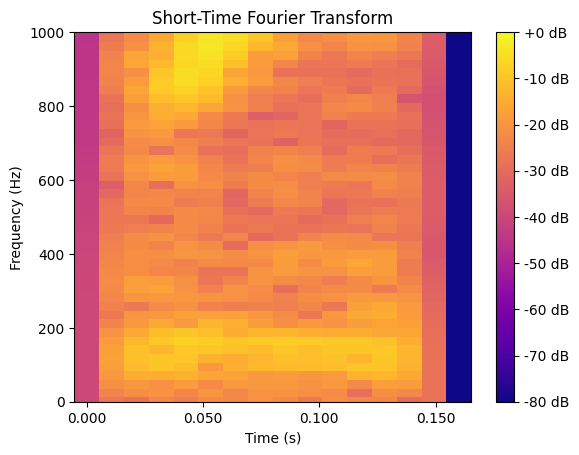 Short-Time Fourier Transform
1000
800
600
400
200
0
Frequency (Hz)
0.000
0.050
0.100
0.150
Time (s)
+0 dB
-10 dB
-20 dB
-30 dB
-40 dB
-50 dB
-60 dB
-70 dB
-80 dB